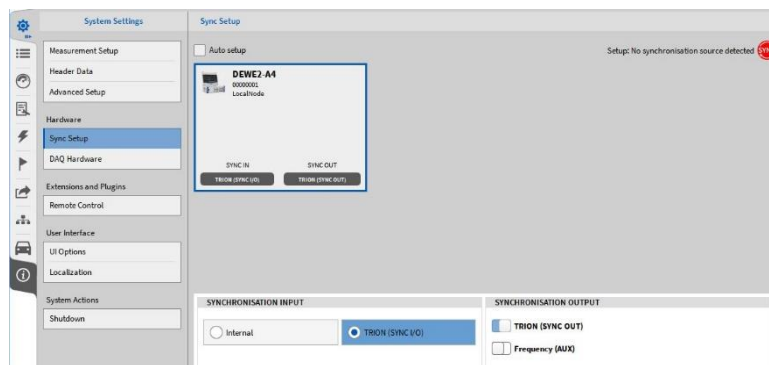 System Settings
Sync Setup
Measurement Setup
Header Data
Advanced Setup
Hardware
Sync Setup
DAQ Hardware
Extensions and Plugins
Remote Control
User Interface
UI Options
Localization
System Actions
Shutdown
Auto setup
Setup: No synchronisation source detected
DEWE2-A4
00000001
LocalNode
SYNC IN
SYNC OUT
TRION (SYNC I/O)
TRION (SYNC OUT)
SYNCHRONISATION INPUT
Internal
TRION (SYNC I/O)
SYNCHRONISATION OUTPUT
TRION (SYNC OUT)
Frequency (AUX)